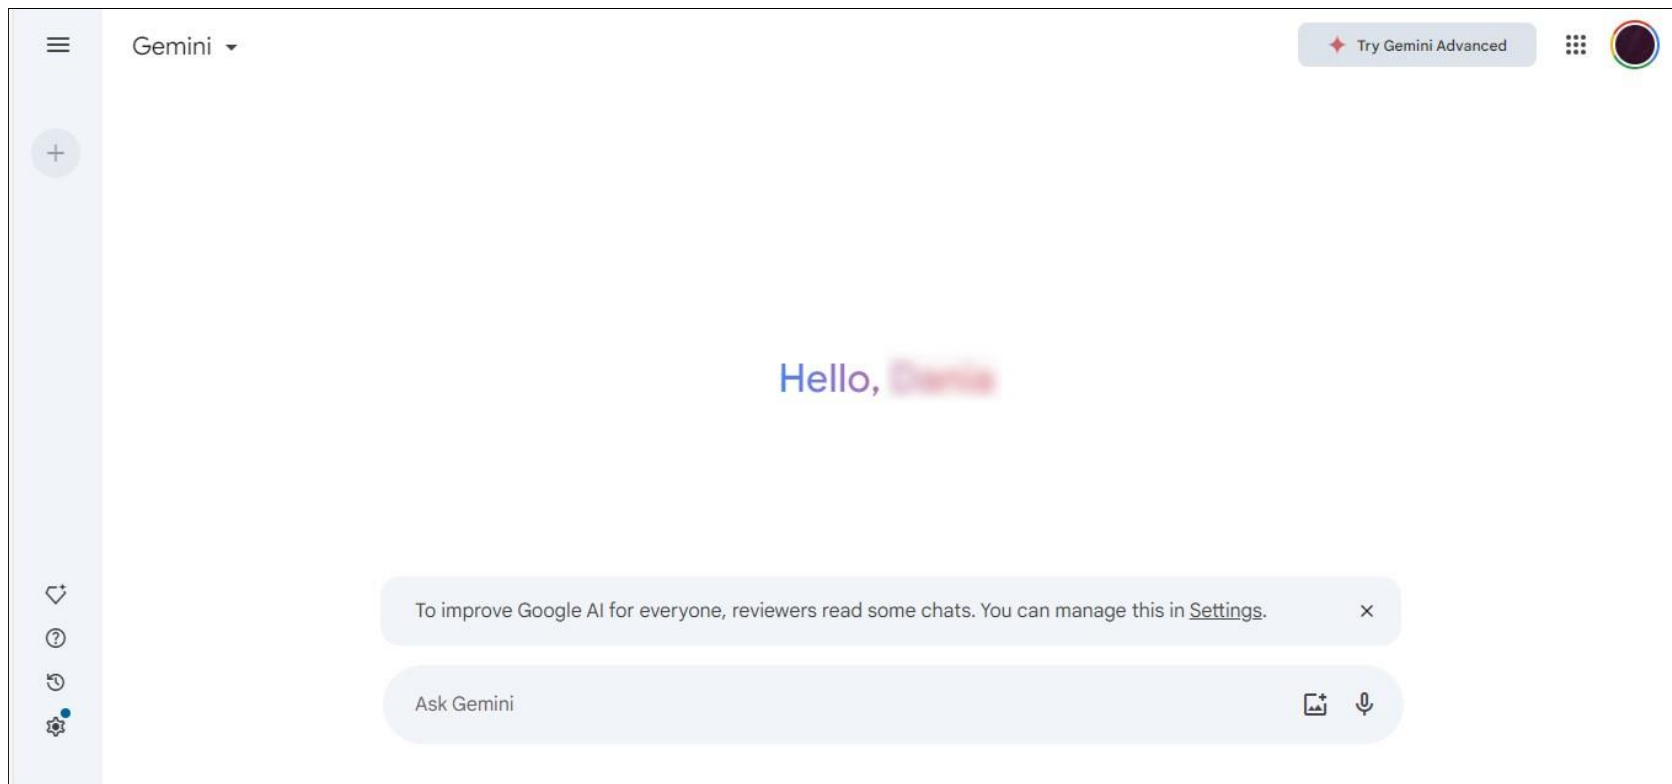 Gemini
Try Gemini Advanced
Hello,
To improve Google AI for everyone, reviewers read some chats. You can manage this in Settings.
Ask Gemini